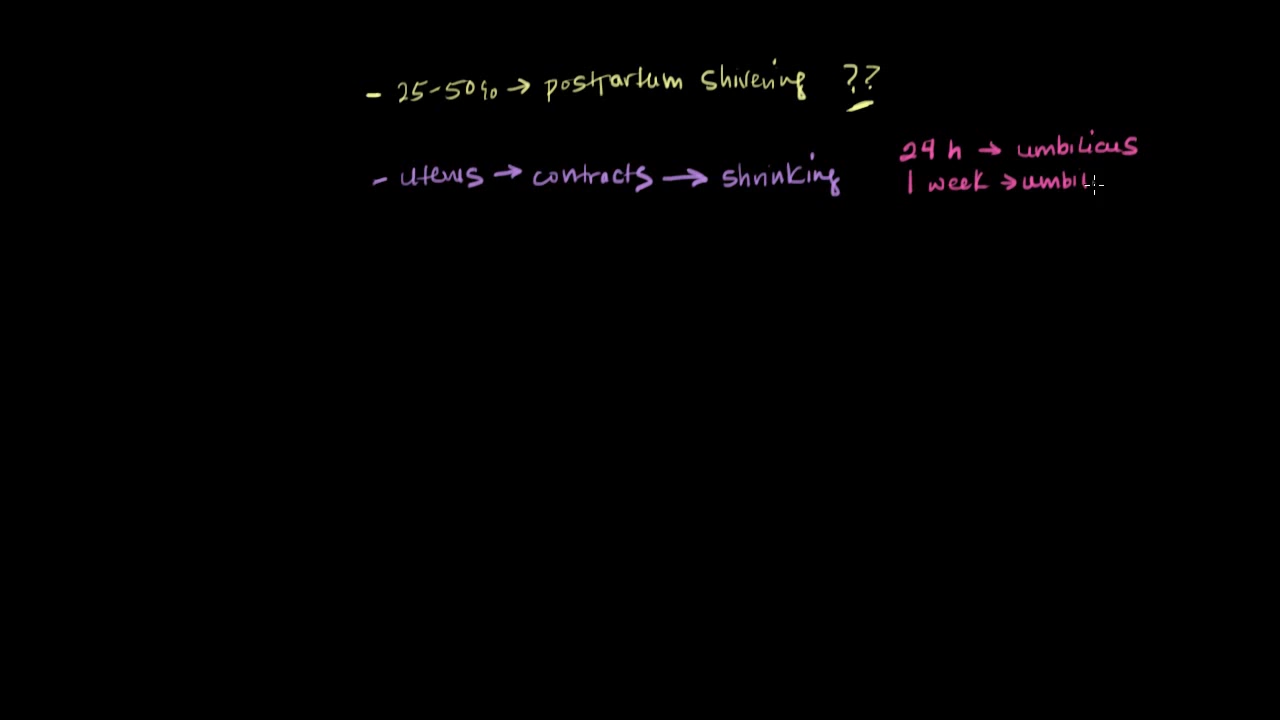 - 25-50% → postpartum shivering ??
- uterus → contracts → shrinking
24 h → umbilicus
1 week → umbil